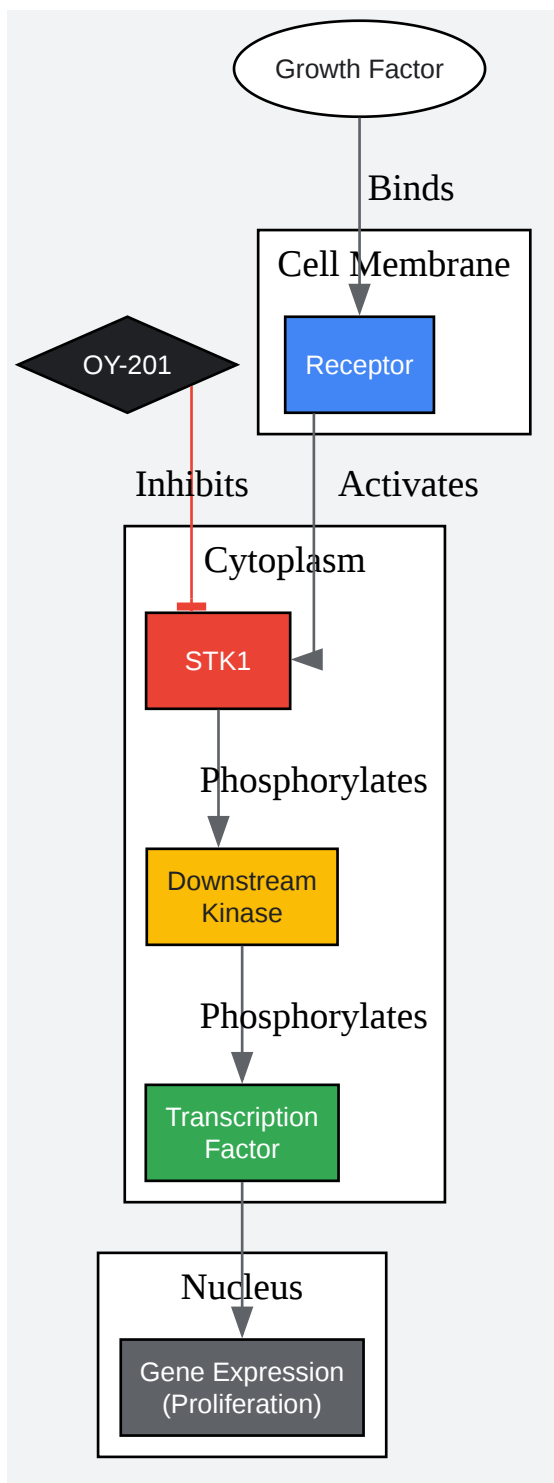 Growth Factor
Binds
Cell Membrane
OY-201
Receptor
Inhibits
Activates
Cytoplasm
STK1
Phosphorylates
Downstream
Kinase
Phosphorylates
Transcription
Factor
Nucleus
Gene Expression
(Proliferation)